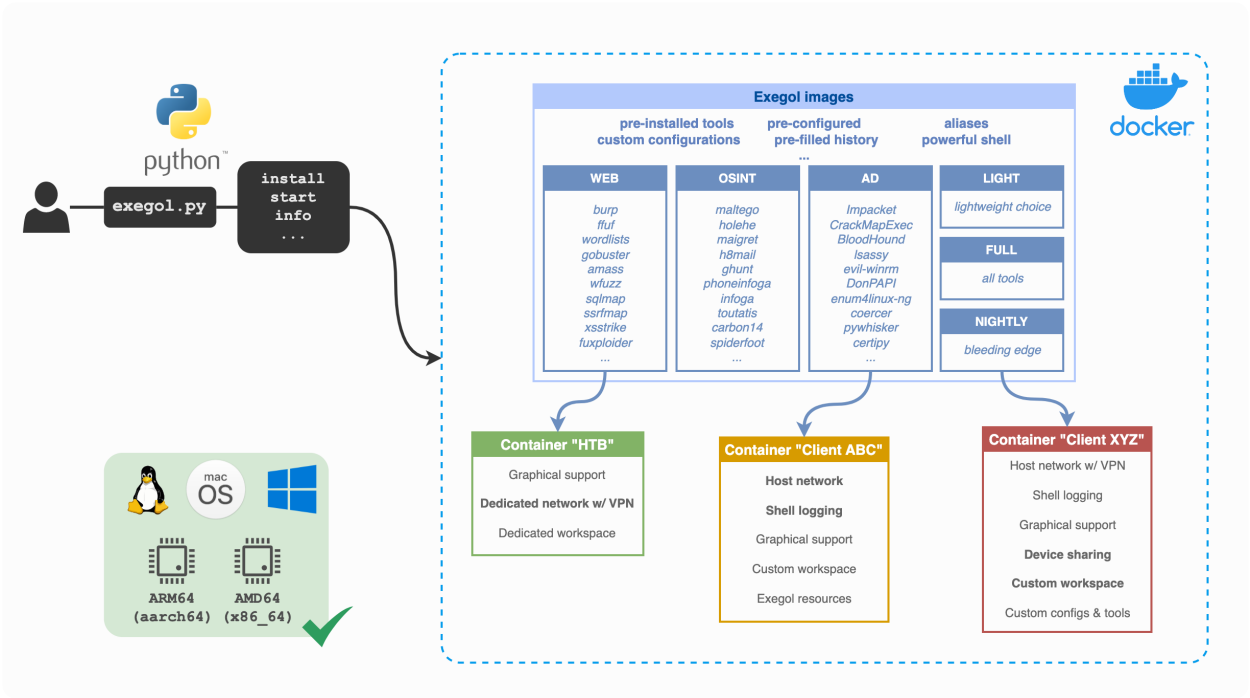 python™
exegol.py
install
start
info
...
docker
Exegol images
pre-installed tools
custom configurations
pre-configured
pre-filled history
aliases
powerful shell
...
WEB
burp
ffuf
wordlists
gobuster
amass
wfuzz
sqlmap
ssrfmap
xsstrike
fuxploider
...
OSINT
maltego
holehe
maigret
h8mail
ghunt
phoneinfoga
infoga
toutatis
carbon14
spiderfoot
...
AD
Impacket
CrackMapExec
BloodHound
lsassy
evil-winrm
DonPAPI
enum4linux-ng
coercer
pywhisker
certipy
...
LIGHT
lightweight choice
FULL
all tools
NIGHTLY
bleeding edge
Container "HTB"
Graphical support
Dedicated network w/ VPN
Dedicated workspace
Container "Client ABC"
Host network
Shell logging
Graphical support
Custom workspace
Exegol resources
Container "Client XYZ"
Host network w/ VPN
Shell logging
Graphical support
Device sharing
Custom workspace
Custom configs & tools
mac
OS
ARM64
(aarch64)
AMD64
(x86_64)